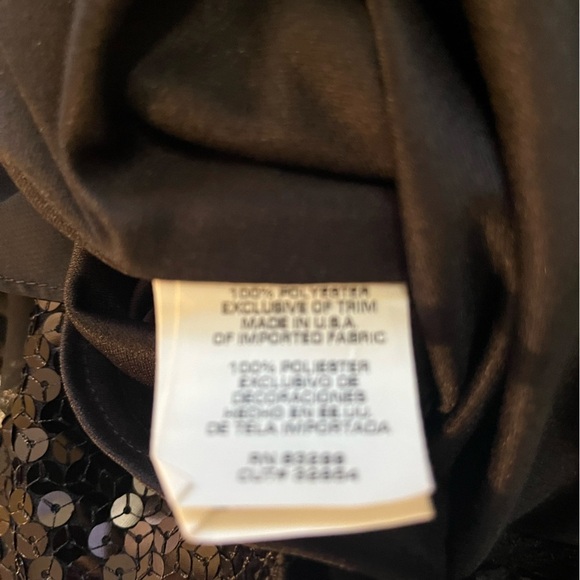 100% POLYESTER
EXCLUSIVE OF TRIM
MADE IN U.S.A.
OF IMPORTED FABRIC
100% POLIESTER
EXCLUSIVO DE
DECORACIONES
HECHO EN EE.UU.
DE TELA IMPORTADA
RN
CUT#